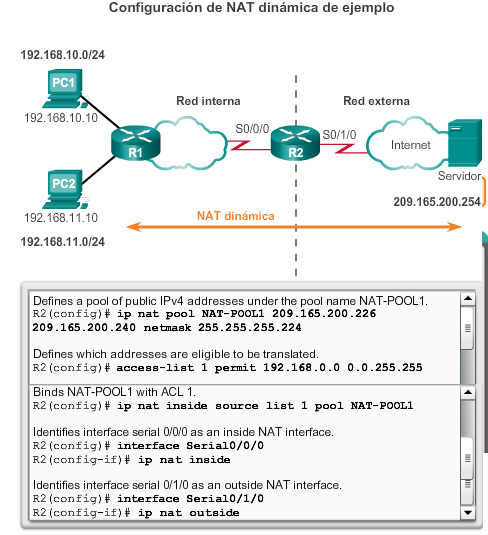 Configuración de NAT dinámica de ejemplo
192.168.10.0/24
PC1
192.168.10.10
Red interna
Red externa
S0/0/0
S0/1/0
R1
R2
Internet
Servidor
PC2
192.168.11.10
209.165.200.254
NAT dinámica
192.168.11.0/24
Defines a pool of public IPv4 addresses under the pool name NAT-POOL1.
R2(config)# ip nat pool NAT-POOL1 209.165.200.226
209.165.200.240 netmask 255.255.255.224
Defines which addresses are eligible to be translated.
R2(config)# access-list 1 permit 192.168.0.0 0.0.255.255
Binds NAT-POOL1 with ACL 1.
R2(config)# ip nat inside source list 1 pool NAT-POOL1
Identifies interface serial 0/0/0 as an inside NAT interface.
R2(config)# interface Serial0/0/0
R2(config-if)# ip nat inside
Identifies interface serial 0/1/0 as an outside NAT interface.
R2(config)# interface Serial0/1/0
R2(config-if)# ip nat outside